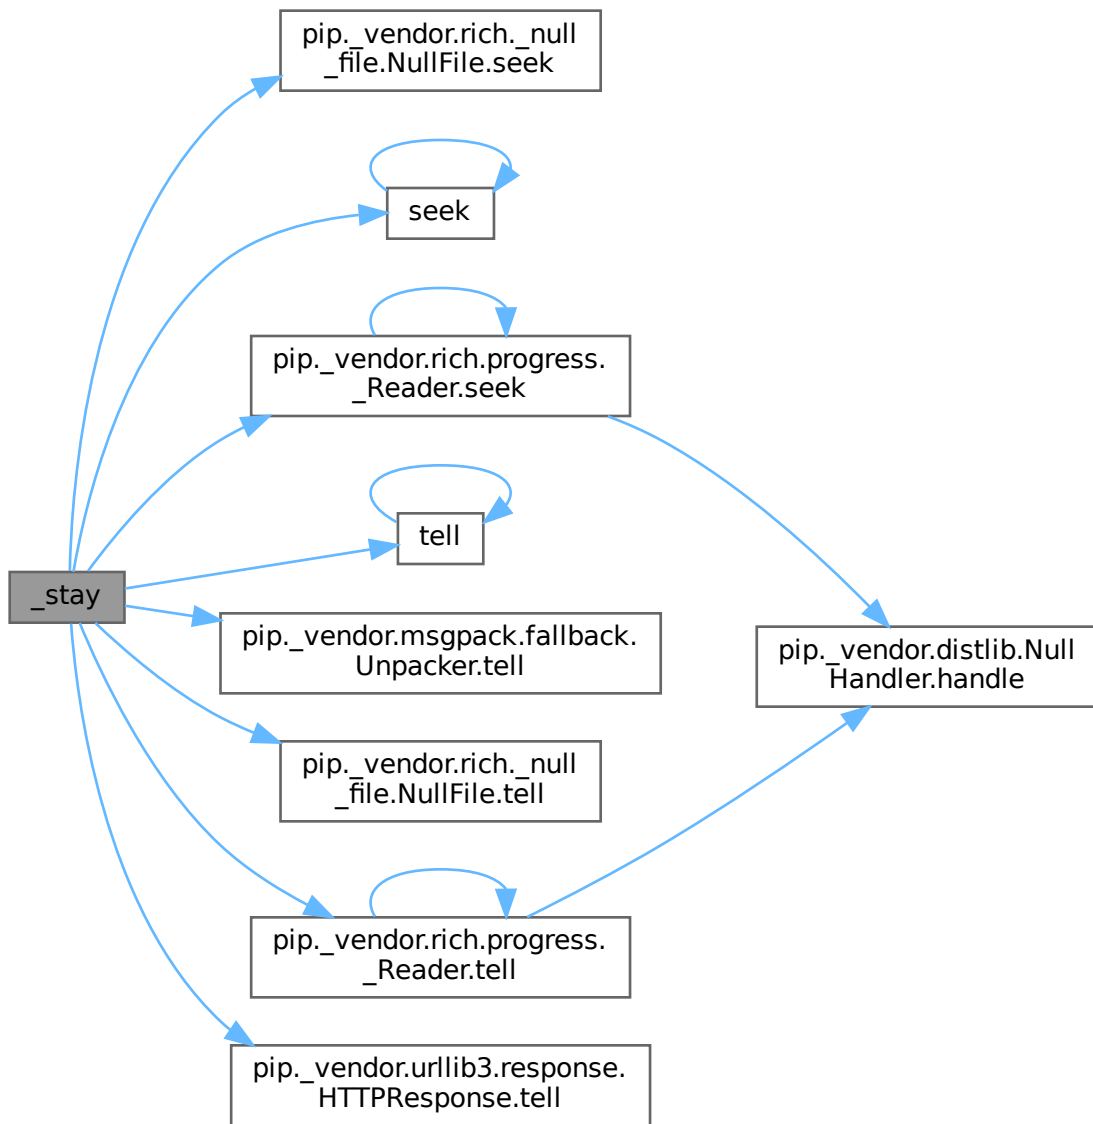 pip._vendor.rich._null
_file.NullFile.seek
seek
pip._vendor.rich.progress.
_Reader.seek
tell
_stay
pip._vendor.msgpack.fallback.
Unpacker.tell
pip._vendor.distlib.Null
Handler.handle
pip._vendor.rich._null
_file.NullFile.tell
pip._vendor.rich.progress.
_Reader.tell
pip._vendor.urllib3.response.
HTTPResponse.tell